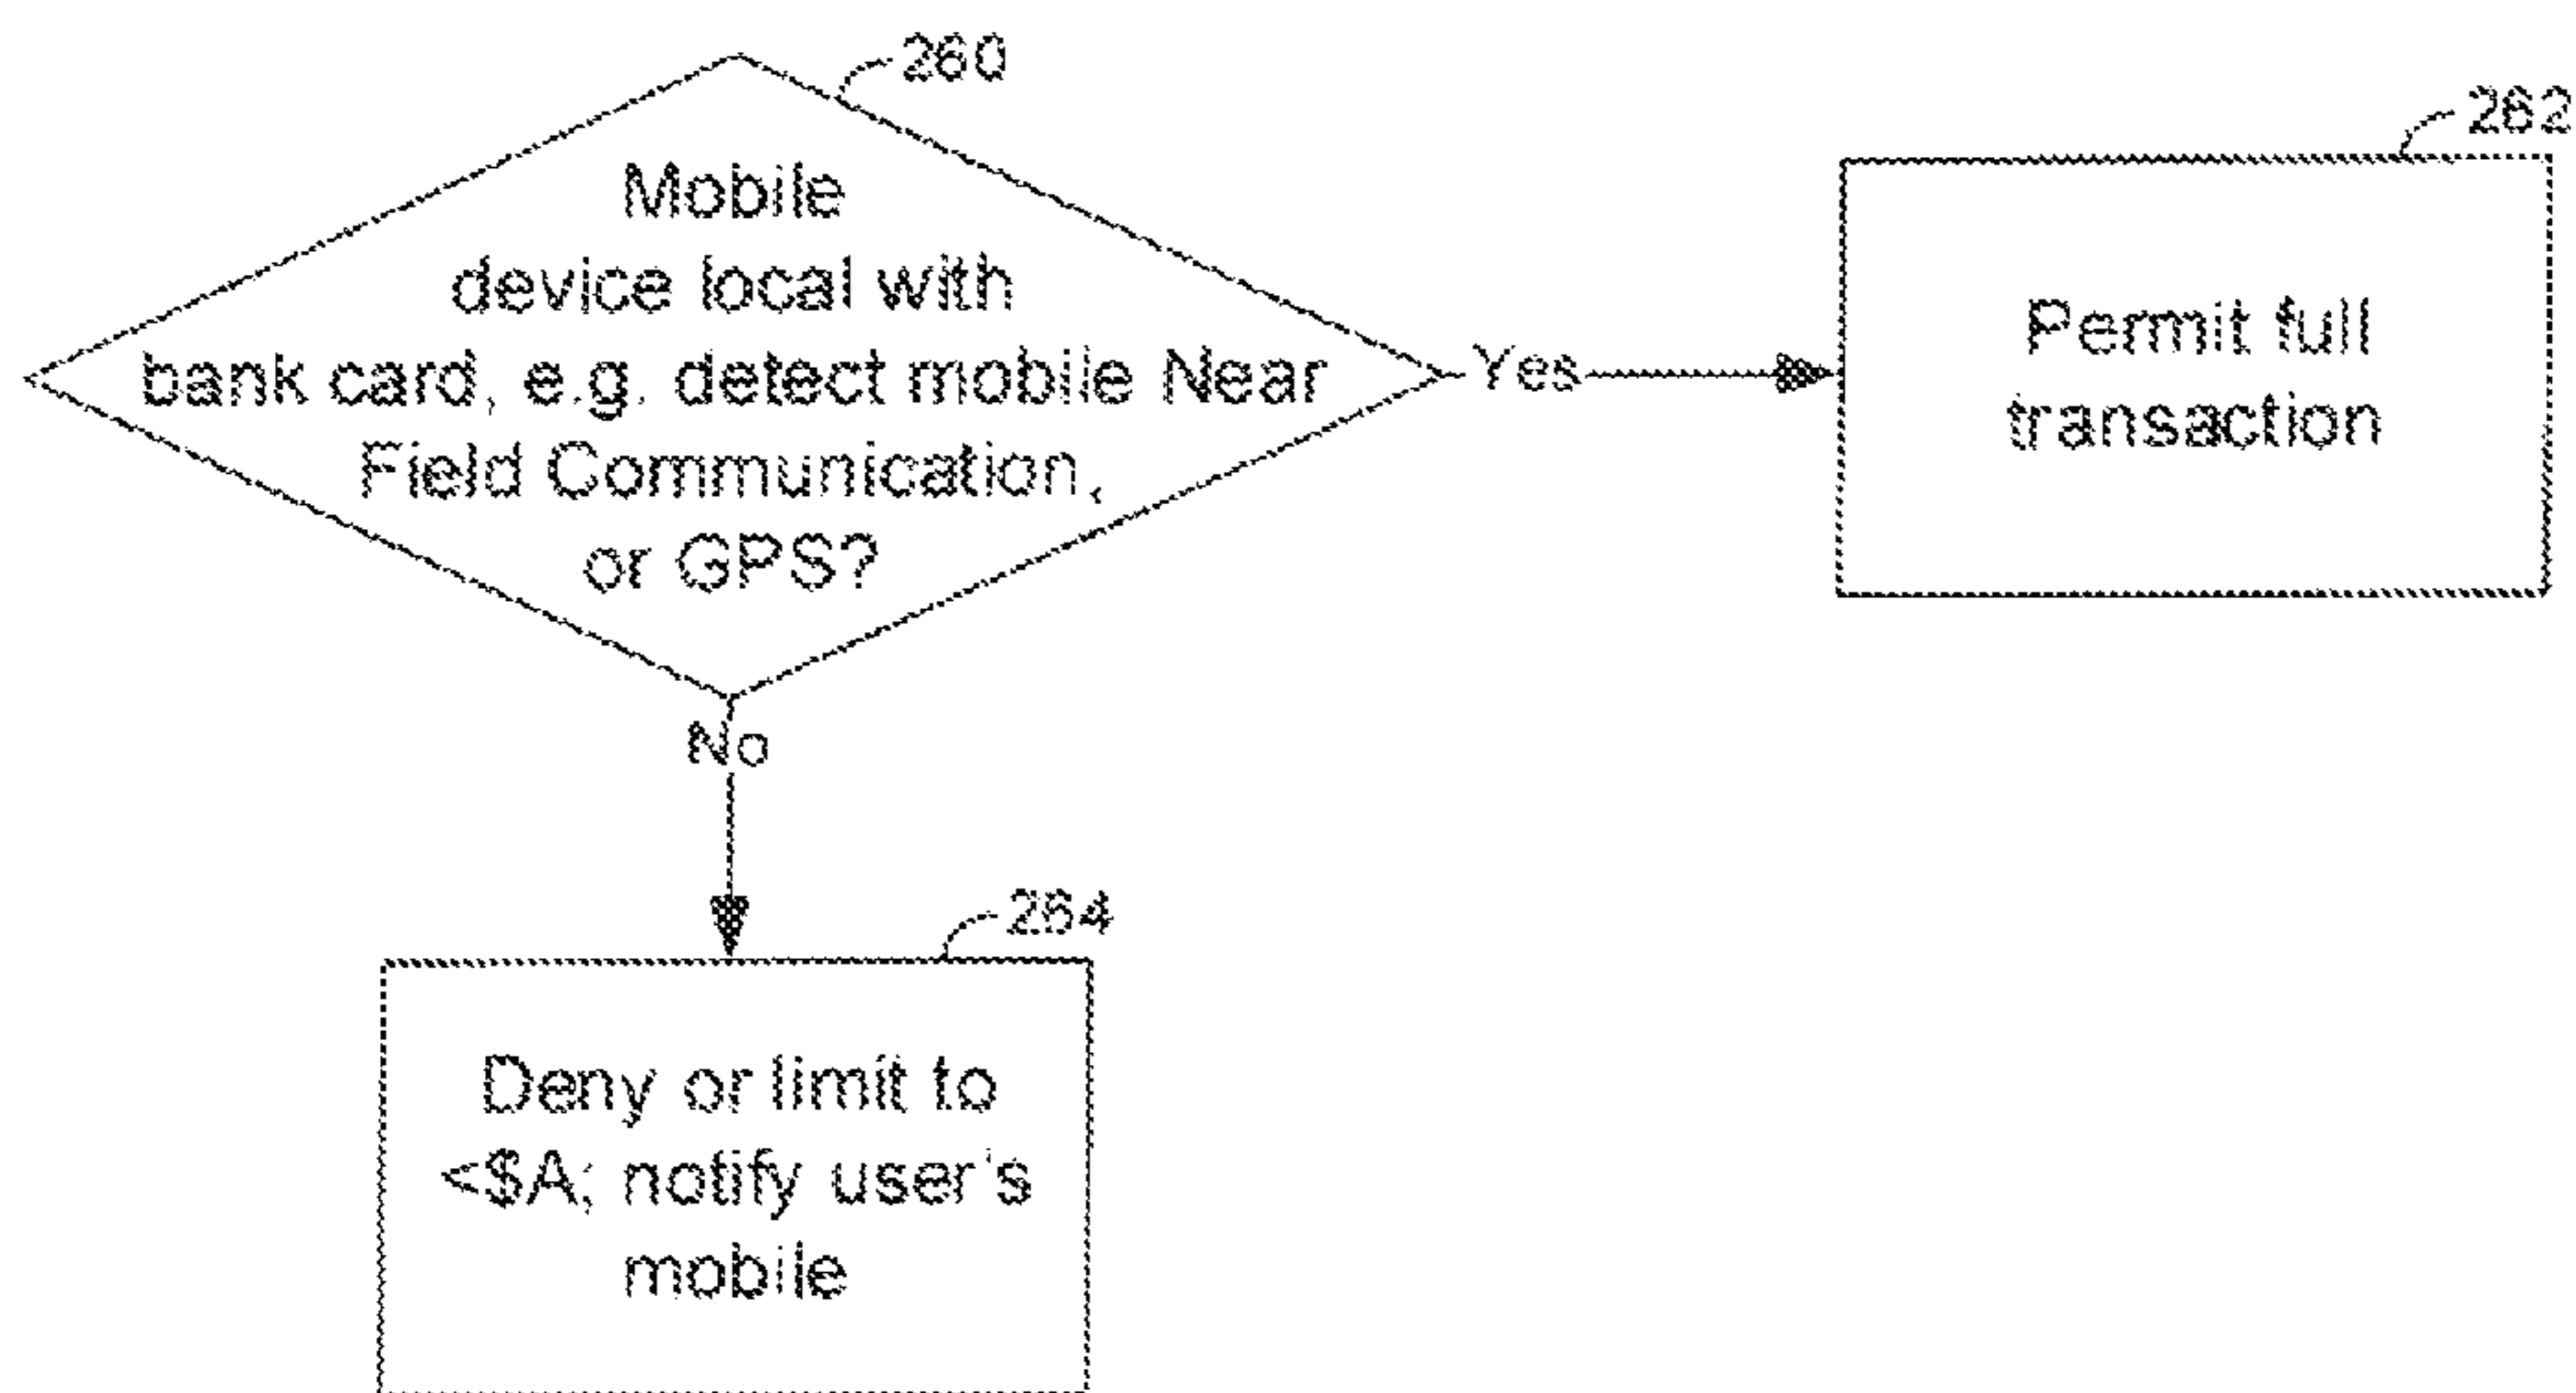 260
Mobile
device local with
bank card, e.g. detect mobile Near
Field Communication,
or GPS?
Yes
262
Permit full
transaction
No
264
Deny or limit to
<$A; notify user's
mobile